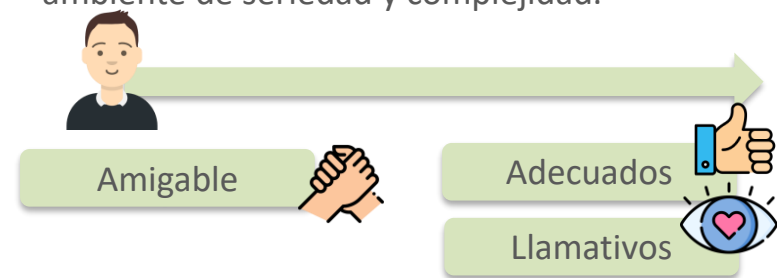 ambiente de seriedad y complejidad.
Amigable
Adecuados
Llamativos